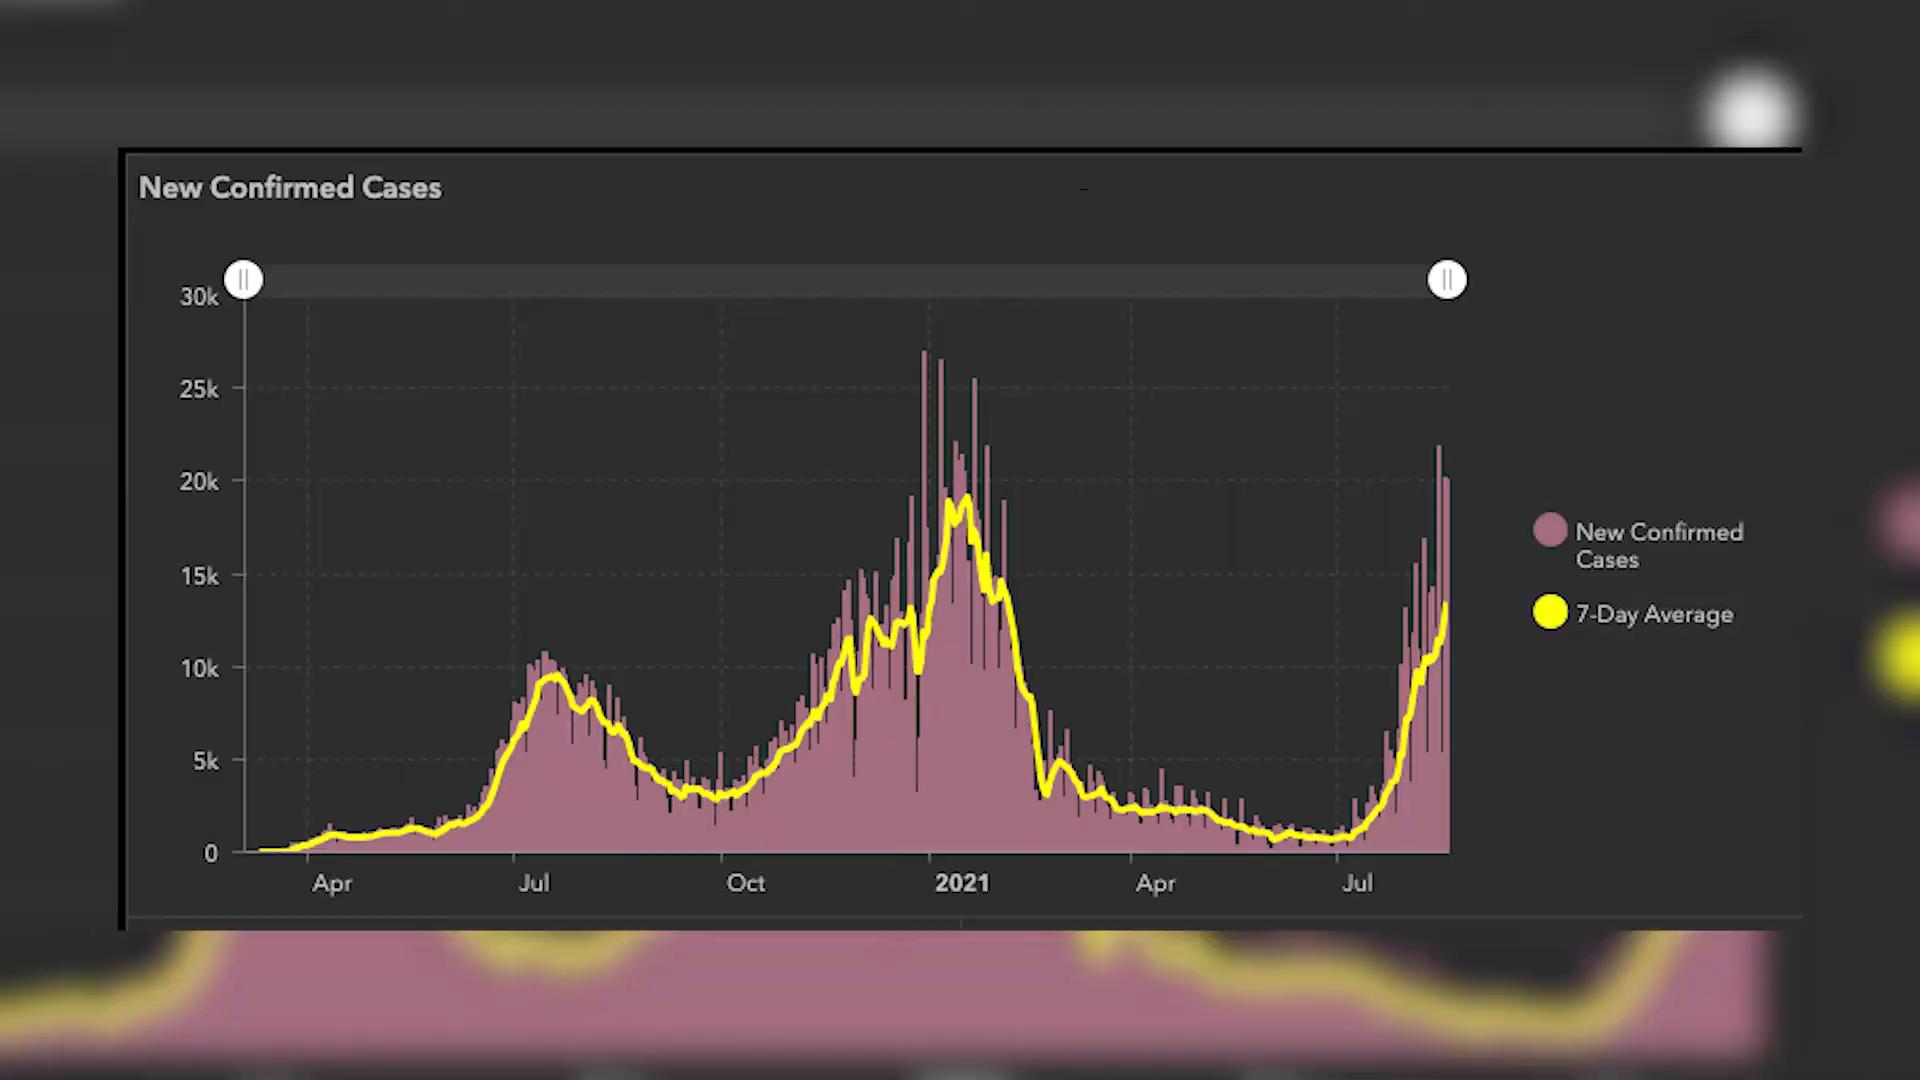 New Confirmed Cases
30k
25k
20k
15k
10k
5k
0
Apr
Jul
Oct
2021
Apr
Jul
New Confirmed
Cases
7-Day Average